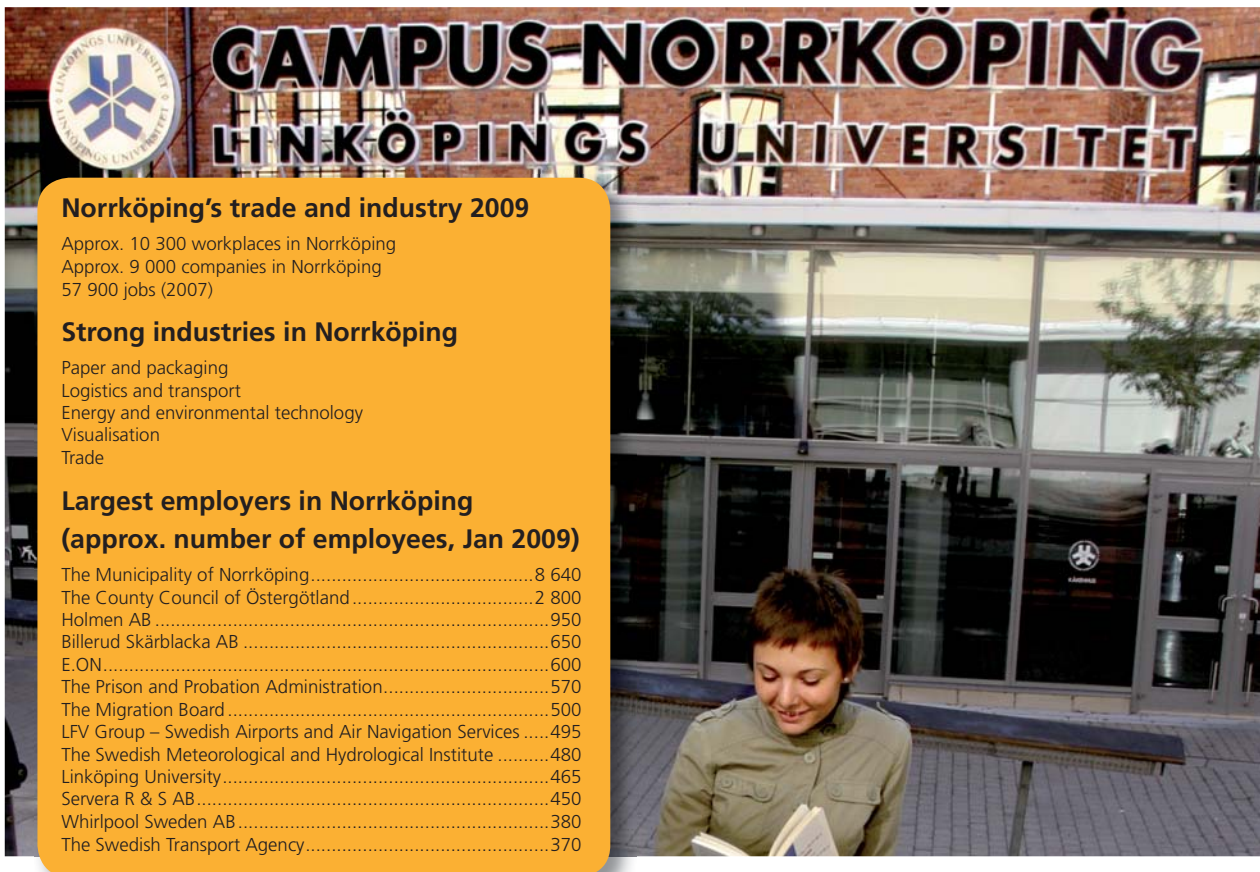 CAMPUS NORRKÖPING
LINKÖPINGS UNIVERSITET
LINKÖPINGS UNIVERSITET
LINKÖPINGS UNIVERSITET
Norrköping's trade and industry 2009
Approx. 10 300 workplaces in Norrköping
Approx. 9 000 companies in Norrköping
57 900 jobs (2007)
Strong industries in Norrköping
Paper and packaging
Logistics and transport
Energy and environmental technology
Visualisation
Trade
Largest employers in Norrköping
(approx. number of employees, Jan 2009)
The Municipality of Norrköping...........................................8 640
The County Council of Östergötland...................................2 800
Holmen AB.................................................................................950
Billerud Skärblacka AB................................................................650
E.ON...........................................................................................600
The Prison and Probation Administration......................................570
The Migration Board....................................................................500
LFV Group – Swedish Airports and Air Navigation Services.....495
The Swedish Meteorological and Hydrological Institute..........480
Linköping University....................................................................465
Servera R & S AB..........................................................................450
Whirlpool Sweden AB..................................................................380
The Swedish Transport Agency.....................................................370
KÅKENHUS